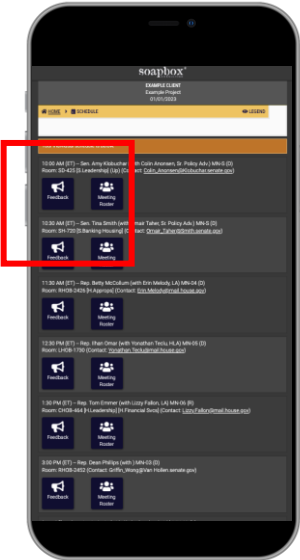 soapbox
EXAMPLE CLIENT
Example Project
01/01/2023
HOME > SCHEDULE
LEGEND
10:00 AM (ET) – Sen. Amy Klobuchar (with Colin Anonsen, Sr. Policy Adv.) MN-S (D)
Room: SD-425 [S.Leadership] (Up) (Contact: Colin_Anonsen@Klobuchar.senate.gov)
Feedback
Meeting
Roster
10:30 AM (ET) – Sen. Tina Smith (with Omair Taher, Sr. Policy Adv.) MN-S (D)
Room: SH-720 [S.Banking Housing] (Contact: Omair_Taher@Smith.senate.gov)
Feedback
Meeting
Roster
11:30 AM (ET) – Rep. Betty McCollum (with Erin Melody, LA) MN-04 (D)
Room: RHOB-2426 [H.Approps] (Contact: Erin.Melody@mail.house.gov)
Feedback
Meeting
Roster
12:30 PM (ET) – Rep. Ilhan Omar (with Yonathan Teclu, HLA) MN-05 (D)
Room: LHOB-1730 (Contact: Yonathan.Teclu@mail.house.gov)
Feedback
Meeting
Roster
1:30 PM (ET) – Rep. Tom Emmer (with Lizzy Fallon, LA) MN-06 (R)
Room: CHOB-464 [H.Leadership] [H.Financial Svcs] (Contact: Lizzy.Fallon@mail.house.gov)
Feedback
Meeting
Roster
3:00 PM (ET) – Rep. Dean Phillips (with ) MN-03 (D)
Room: RHOB-2452 (Contact: Griffin_Wong@Van Hollen.senate.gov)
Feedback
Meeting
Roster